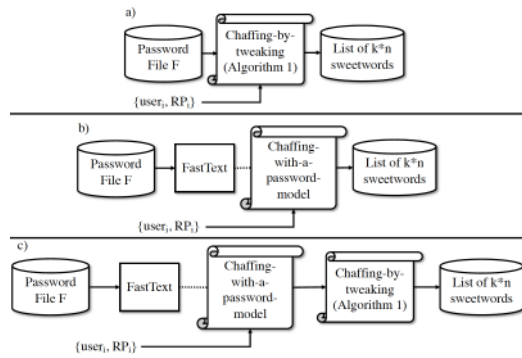 a)
Password
File F
Chaffing-by-
tweaking
(Algorithm 1)
List of k*n
sweetwords
{user_i, RP_i}
b)
Password
File F
FastText
Chaffing-
with-a-
password-
model
List of k*n
sweetwords
{user_i, RP_i}
c)
Password
File F
FastText
Chaffing-
with-a-
password-
model
Chaffing-by-
tweaking
(Algorithm 1)
List of k*n
sweetwords
{user_i, RP_i}